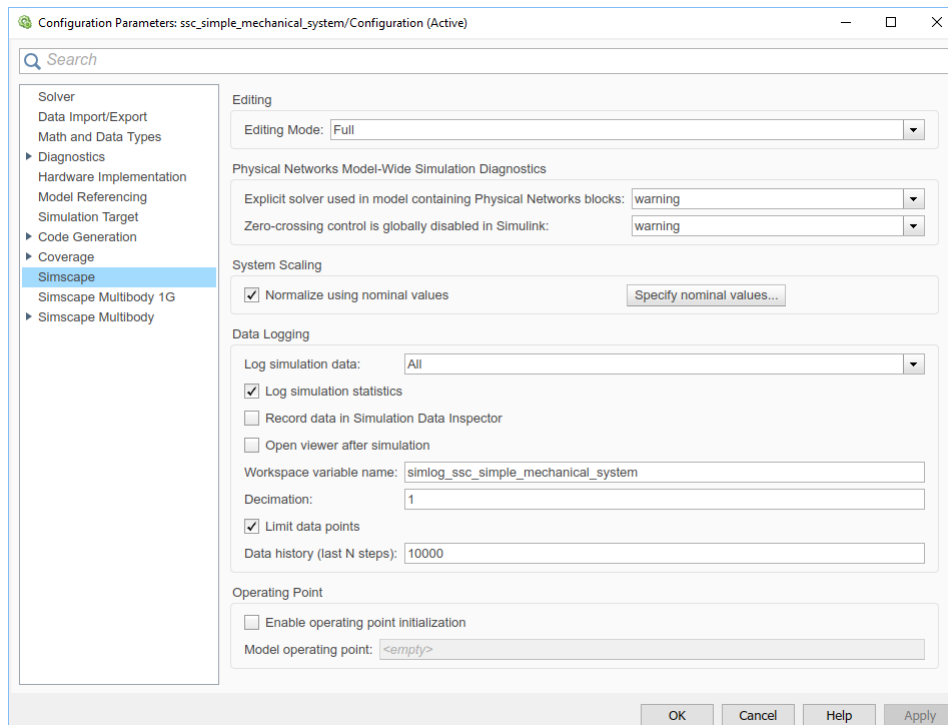 Configuration Parameters: ssc_simple_mechanical_system/Configuration (Active)
Search
Solver
Data Import/Export
Math and Data Types
Diagnostics
Hardware Implementation
Model Referencing
Simulation Target
Code Generation
Coverage
Simscape
Simscape Multibody 1G
Simscape Multibody
Editing
Editing Mode: Full
Physical Networks Model-Wide Simulation Diagnostics
Explicit solver used in model containing Physical Networks blocks: warning
Zero-crossing control is globally disabled in Simulink: warning
System Scaling
Normalize using nominal values Specify nominal values...
Data Logging
Log simulation data: All
Log simulation statistics
Record data in Simulation Data Inspector
Open viewer after simulation
Workspace variable name: simlog_ssc_simple_mechanical_system
Decimation: 1
Limit data points
Data history (last N steps): 10000
Operating Point
Enable operating point initialization
Model operating point: <empty>
OK Cancel Help Apply